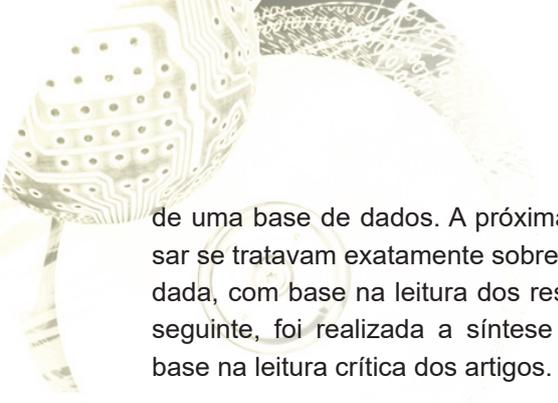 de uma base de dados. A próxima
sar se tratavam exatamente sobre
dada, com base na leitura dos res
seguinte, foi realizada a síntese
base na leitura crítica dos artigos.